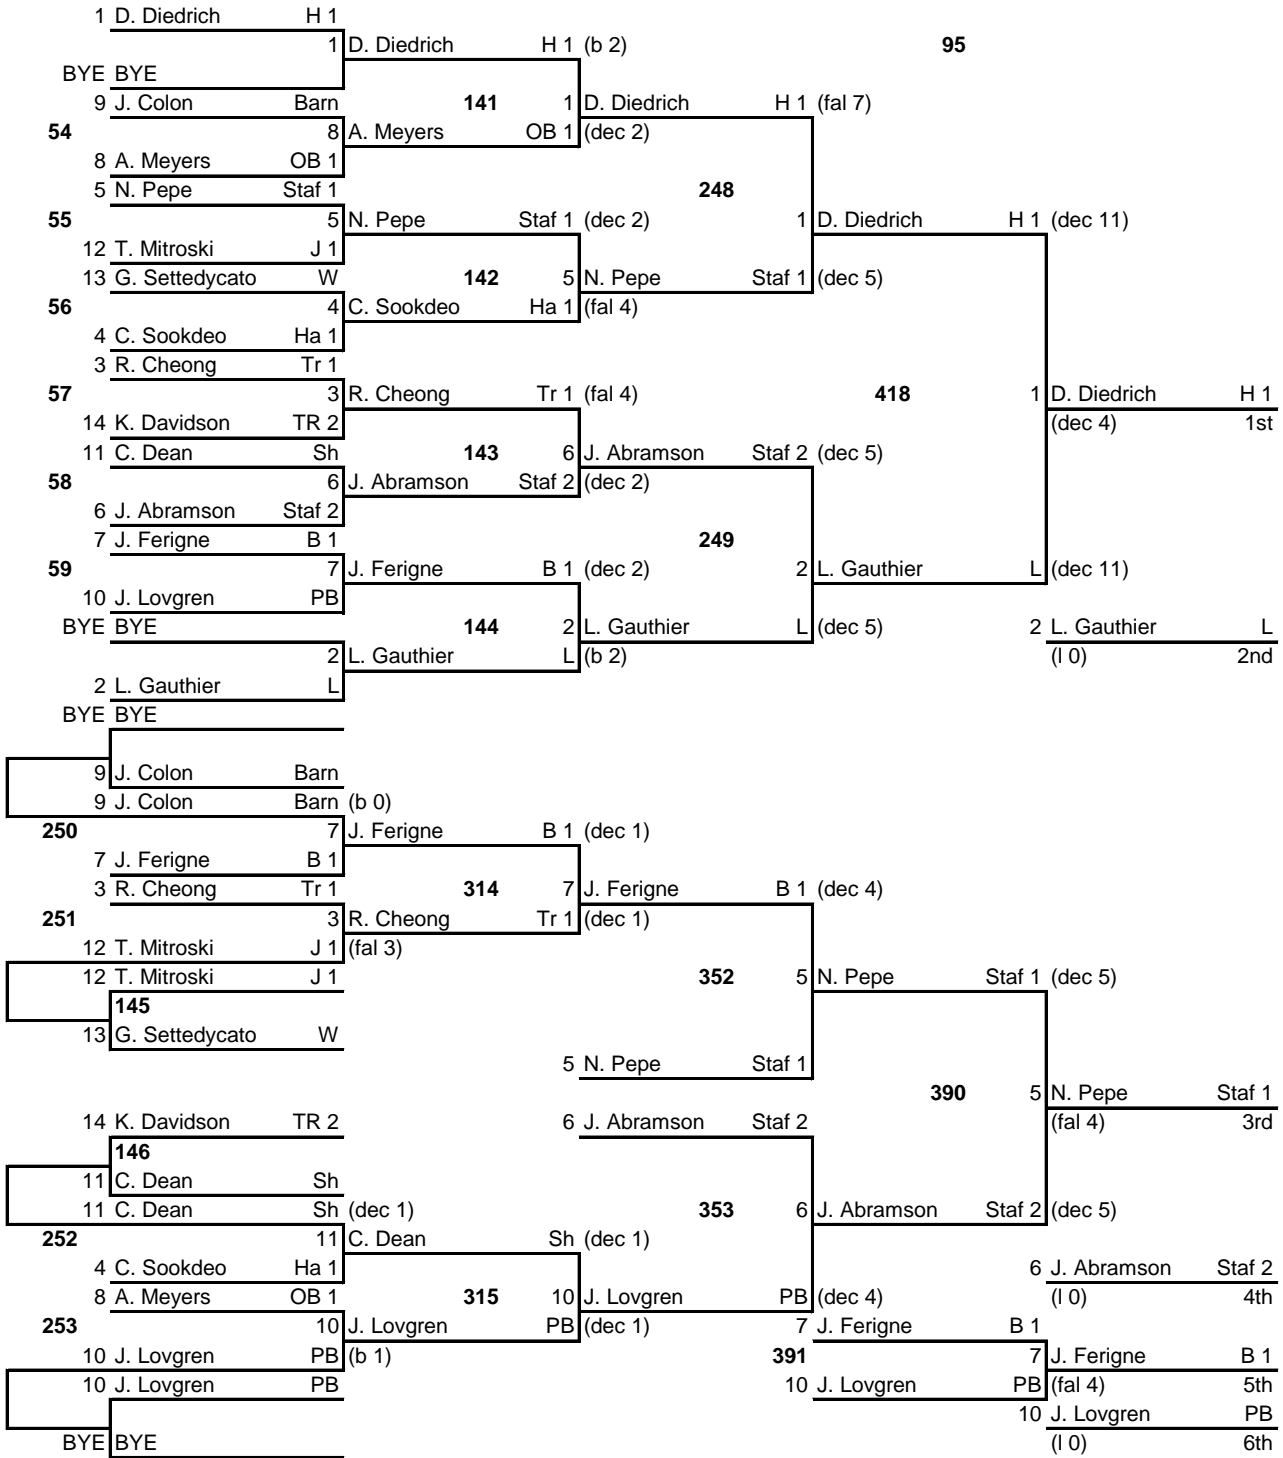 1 D. Diedrich H 1
1 D. Diedrich H 1 (b 2) 95
BYE BYE
9 J. Colon Barn 141 1 D. Diedrich H 1 (fal 7)
54 8 A. Meyers OB 1 (dec 2)
8 A. Meyers OB 1
5 N. Pepe Staf 1 248
55 5 N. Pepe Staf 1 (dec 2) 1 D. Diedrich H 1 (dec 11)
12 T. Mitroski J 1
13 G. Settedycato W 142 5 N. Pepe Staf 1 (dec 5)
56 4 C. Sookdeo Ha 1 (fal 4)
4 C. Sookdeo Ha 1
3 R. Cheong Tr 1
57 3 R. Cheong Tr 1 (fal 4) 418 1 D. Diedrich H 1
14 K. Davidson TR 2 (dec 4) 1st
11 C. Dean Sh 143 6 J. Abramson Staf 2 (dec 5)
58 6 J. Abramson Staf 2 (dec 2)
6 J. Abramson Staf 2
7 J. Ferigne B 1 249
59 7 J. Ferigne B 1 (dec 2) 2 L. Gauthier L (dec 11)
10 J. Lovgren PB
BYE BYE 144 2 L. Gauthier L (dec 5) 2 L. Gauthier L
2 L. Gauthier L (b 2) (l 0) 2nd
2 L. Gauthier L
BYE BYE
9 J. Colon Barn
9 J. Colon Barn (b 0)
250 7 J. Ferigne B 1 (dec 1)
7 J. Ferigne B 1
3 R. Cheong Tr 1 314 7 J. Ferigne B 1 (dec 4)
251 3 R. Cheong Tr 1 (dec 1)
12 T. Mitroski J 1 (fal 3)
12 T. Mitroski J 1 352 5 N. Pepe Staf 1 (dec 5)
145
13 G. Settedycato W
5 N. Pepe Staf 1
390 5 N. Pepe Staf 1
14 K. Davidson TR 2 6 J. Abramson Staf 2 (fal 4) 3rd
146
11 C. Dean Sh
11 C. Dean Sh (dec 1) 353 6 J. Abramson Staf 2 (dec 5)
252 11 C. Dean Sh (dec 1)
4 C. Sookdeo Ha 1 6 J. Abramson Staf 2
8 A. Meyers OB 1 315 10 J. Lovgren PB (dec 4) (l 0) 4th
253 10 J. Lovgren PB (dec 1) 7 J. Ferigne B 1
10 J. Lovgren PB (b 1) 391 7 J. Ferigne B 1
10 J. Lovgren PB 10 J. Lovgren PB (fal 4) 5th
10 J. Lovgren PB
BYE BYE (l 0) 6th